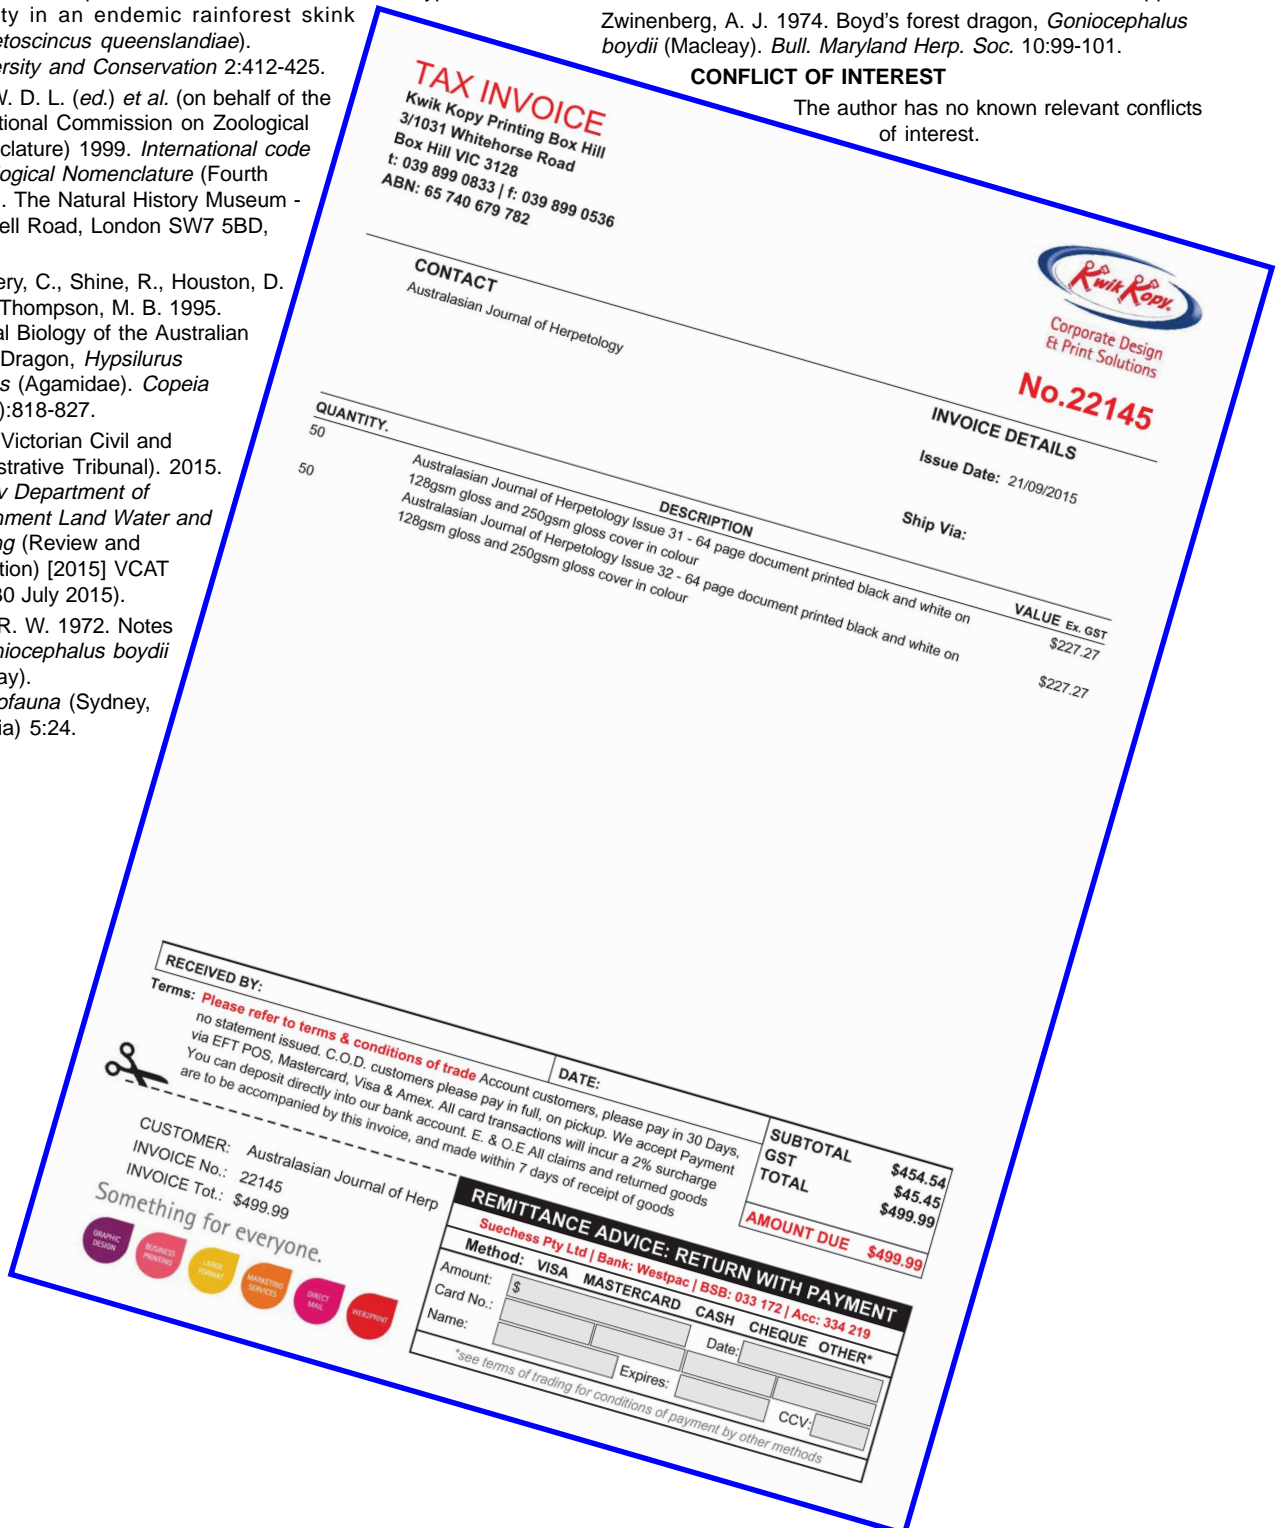 ty in an endemic rainforest skink
etoscincus queenslandiae).
ersity and Conservation 2:412-425.
V. D. L. (ed.) et al. (on behalf of the
tional Commission on Zoological
clature) 1999. International code
logical Nomenclature (Fourth
). The Natural History Museum -
ell Road, London SW7 5BD,
ery, C., Shine, R., Houston, D.
Thompson, M. B. 1995.
al Biology of the Australian
Dragon, Hypsilurus
s (Agamidae). Copeia
):818-827.
Victorian Civil and
strative Tribunal). 2015.
v Department of
nment Land Water and
ng (Review and
tion) [2015] VCAT
30 July 2015).
R. W. 1972. Notes
niocephalus boydii
ay).
ofauna (Sydney,
ia) 5:24.
Zwinenberg, A. J. 1974. Boyd's forest dragon, Goniocephalus
boydii (Macleay). Bull. Maryland Herp. Soc. 10:99-101.
CONFLICT OF INTEREST
The author has no known relevant conflicts
of interest.
TAX INVOICE
Kwik Kopy Printing Box Hill
3/1031 Whitehorse Road
Box Hill VIC 3128
t: 039 899 0833 | f: 039 899 0536
ABN: 65 740 679 782
Kwik Kopy.
Corporate Design
& Print Solutions
No.22145
CONTACT
Australasian Journal of Herpetology
INVOICE DETAILS
Issue Date: 21/09/2015
Ship Via:
QUANTITY. DESCRIPTION VALUE Ex. GST
50 Australasian Journal of Herpetology Issue 31 - 64 page document printed black and white on $227.27
128gsm gloss and 250gsm gloss cover in colour
50 Australasian Journal of Herpetology Issue 32 - 64 page document printed black and white on $227.27
128gsm gloss and 250gsm gloss cover in colour
RECEIVED BY: DATE:
Terms: Please refer to terms & conditions of trade Account customers, please pay in 30 Days,
no statement issued. C.O.D. customers please pay in full, on pickup. We accept Payment
via EFT POS, Mastercard, Visa & Amex. All card transactions will incur a 2% surcharge
You can deposit directly into our bank account. E. & O.E All claims and returned goods
are to be accompanied by this invoice, and made within 7 days of receipt of goods
SUBTOTAL $454.54
GST $45.45
TOTAL $499.99
AMOUNT DUE $499.99
CUSTOMER: Australasian Journal of Herp
INVOICE No.: 22145
INVOICE Tot.: $499.99
Something for everyone.
GRAPHIC DESIGN
BUSINESS PRINTING
LARGE FORMAT
MARKETING SERVICES
DIRECT MAIL
WEB2PRINT
REMITTANCE ADVICE: RETURN WITH PAYMENT
Suechess Pty Ltd | Bank: Westpac | BSB: 033 172 | Acc: 334 219
Method: VISA MASTERCARD CASH CHEQUE OTHER*
Amount: $ Date:
Card No.:
Name: Expires: CCV:
*see terms of trading for conditions of payment by other methods